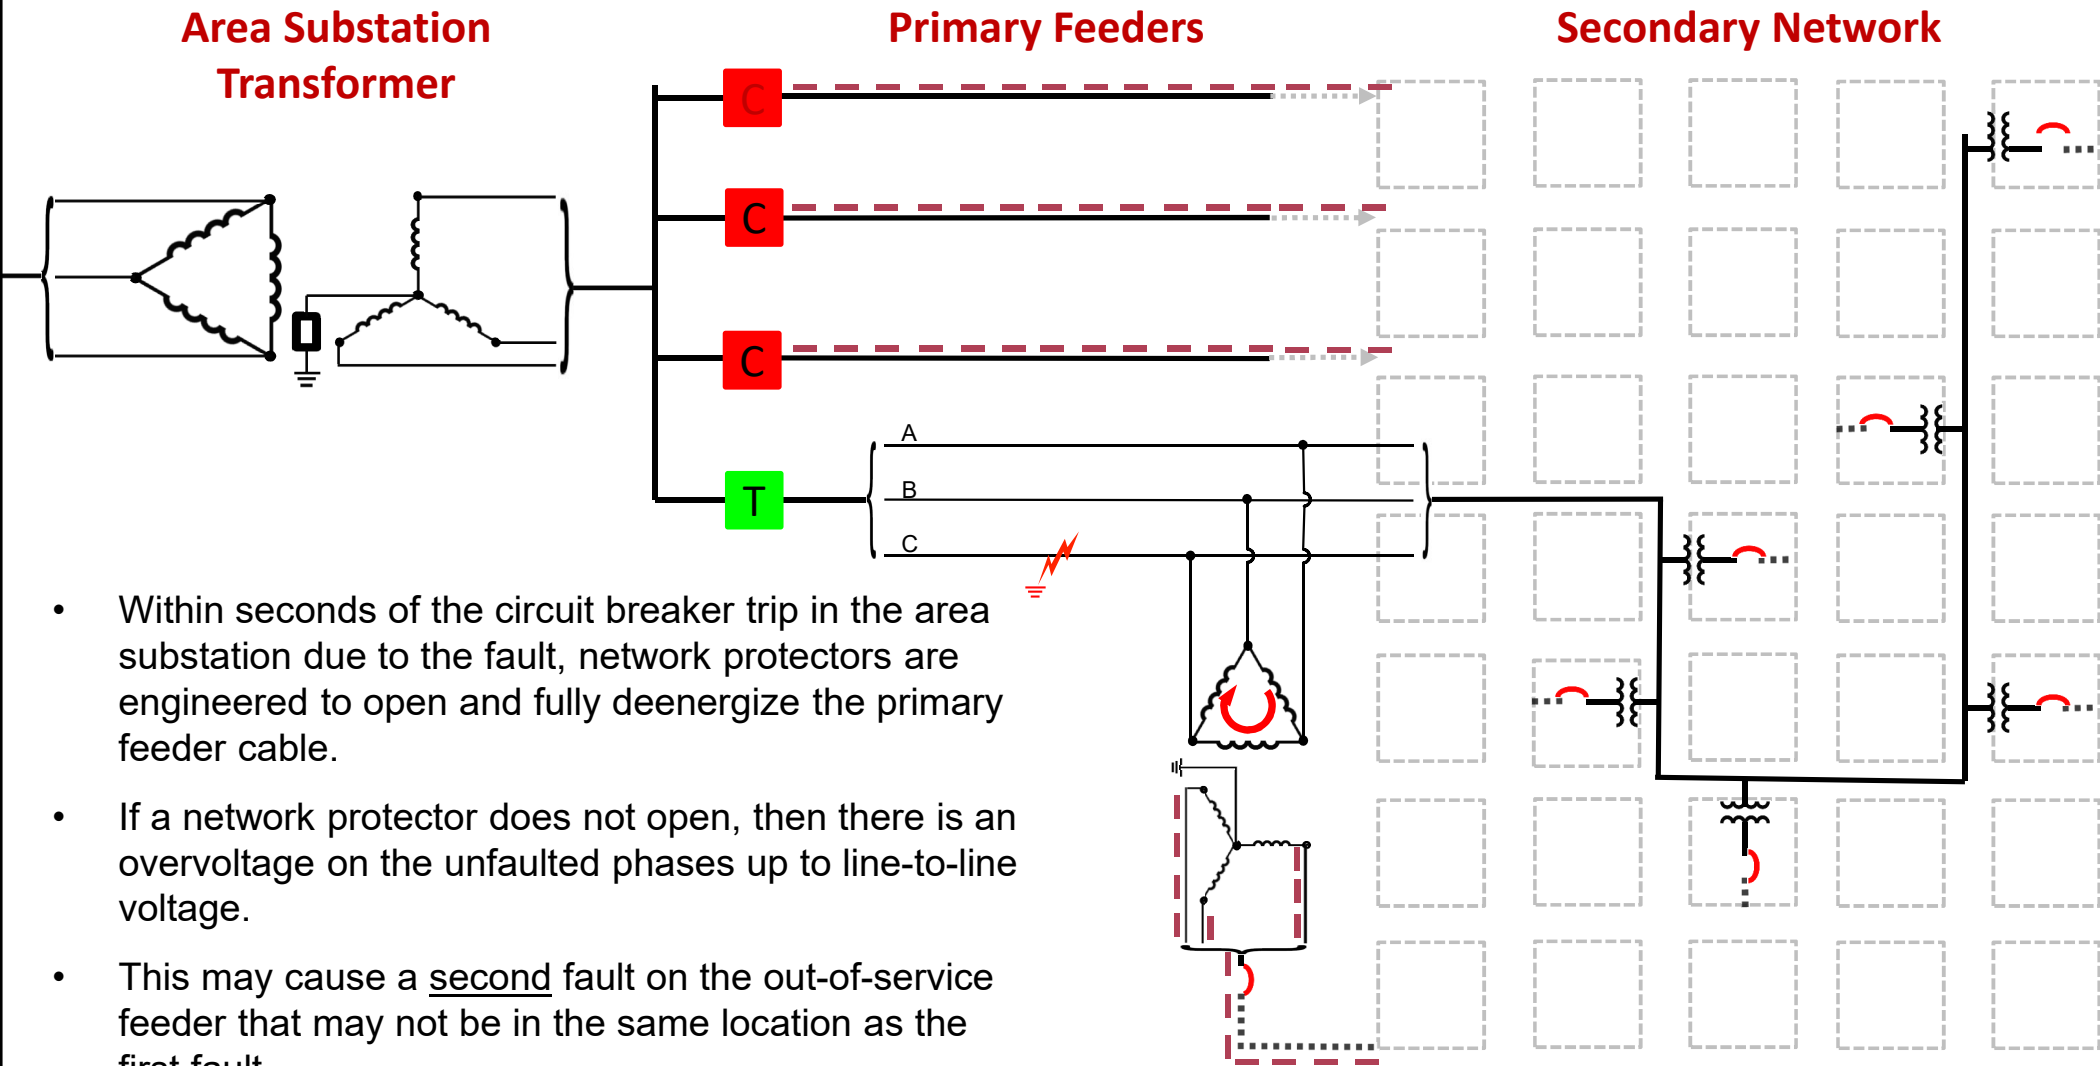 Area Substation
Transformer
Primary Feeders
Secondary Network
C
C
C
T
A
B
C
• Within seconds of the circuit breaker trip in the area
substation due to the fault, network protectors are
engineered to open and fully deenergize the primary
feeder cable.
• If a network protector does not open, then there is an
overvoltage on the unfaulted phases up to line-to-line
voltage.
• This may cause a second fault on the out-of-service
feeder that may not be in the same location as the
first fault